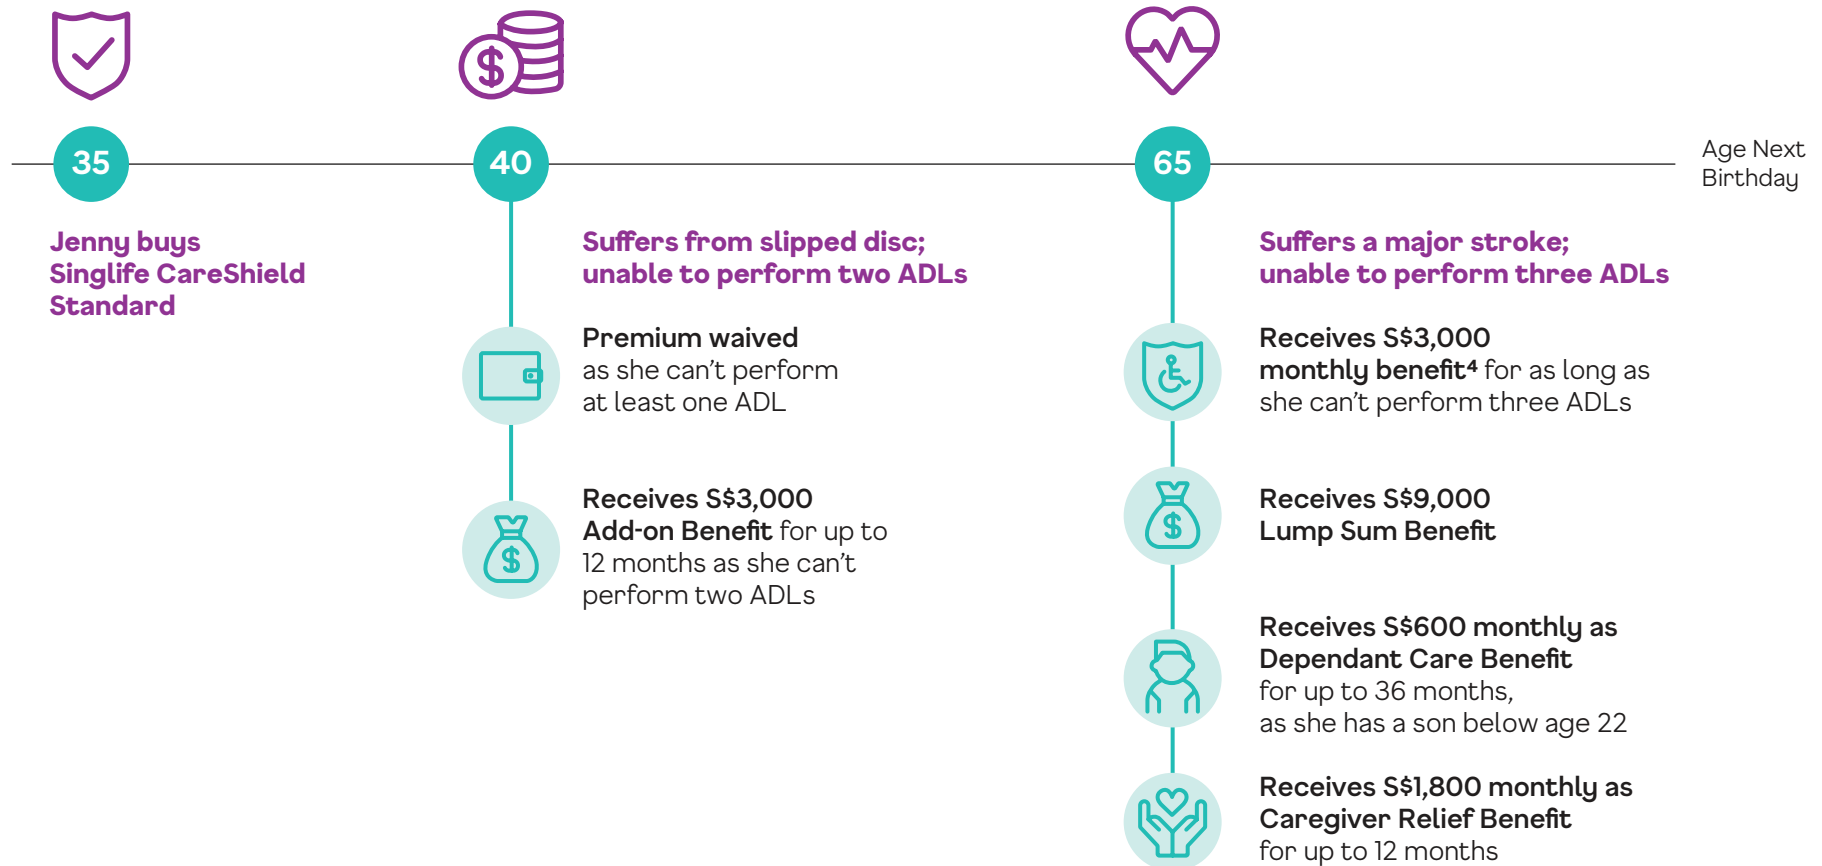 35
40
65
Age Next
Birthday
Jenny buys
Singlife CareShield
Standard
Suffers from slipped disc;
unable to perform two ADLs
Premium waived
as she can't perform
at least one ADL
Receives S$3,000
Add-on Benefit for up to
12 months as she can't
perform two ADLs
Suffers a major stroke;
unable to perform three ADLs
Receives S$3,000
monthly benefit⁴ for as long as
she can't perform three ADLs
Receives S$9,000
Lump Sum Benefit
Receives S$600 monthly as
Dependant Care Benefit
for up to 36 months,
as she has a son below age 22
Receives S$1,800 monthly as
Caregiver Relief Benefit
for up to 12 months